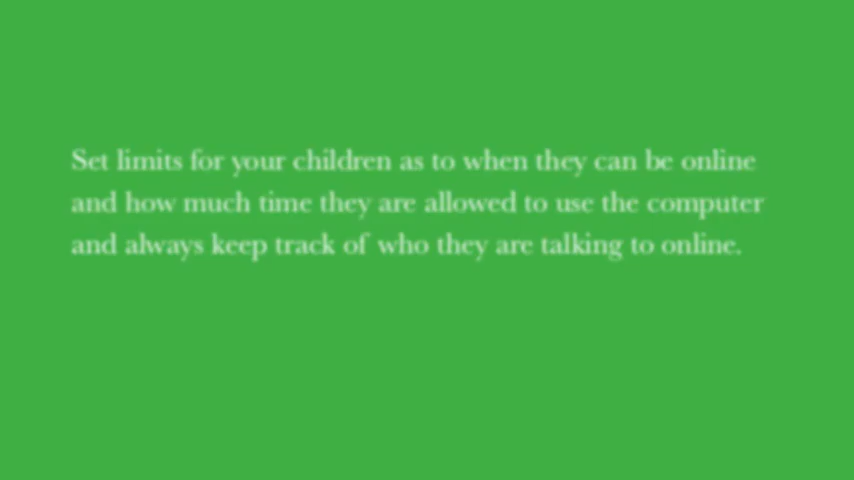 Set limits for your children as to when they can be online
and how much time they are allowed to use the computer
and always keep track of who they are talking to online.